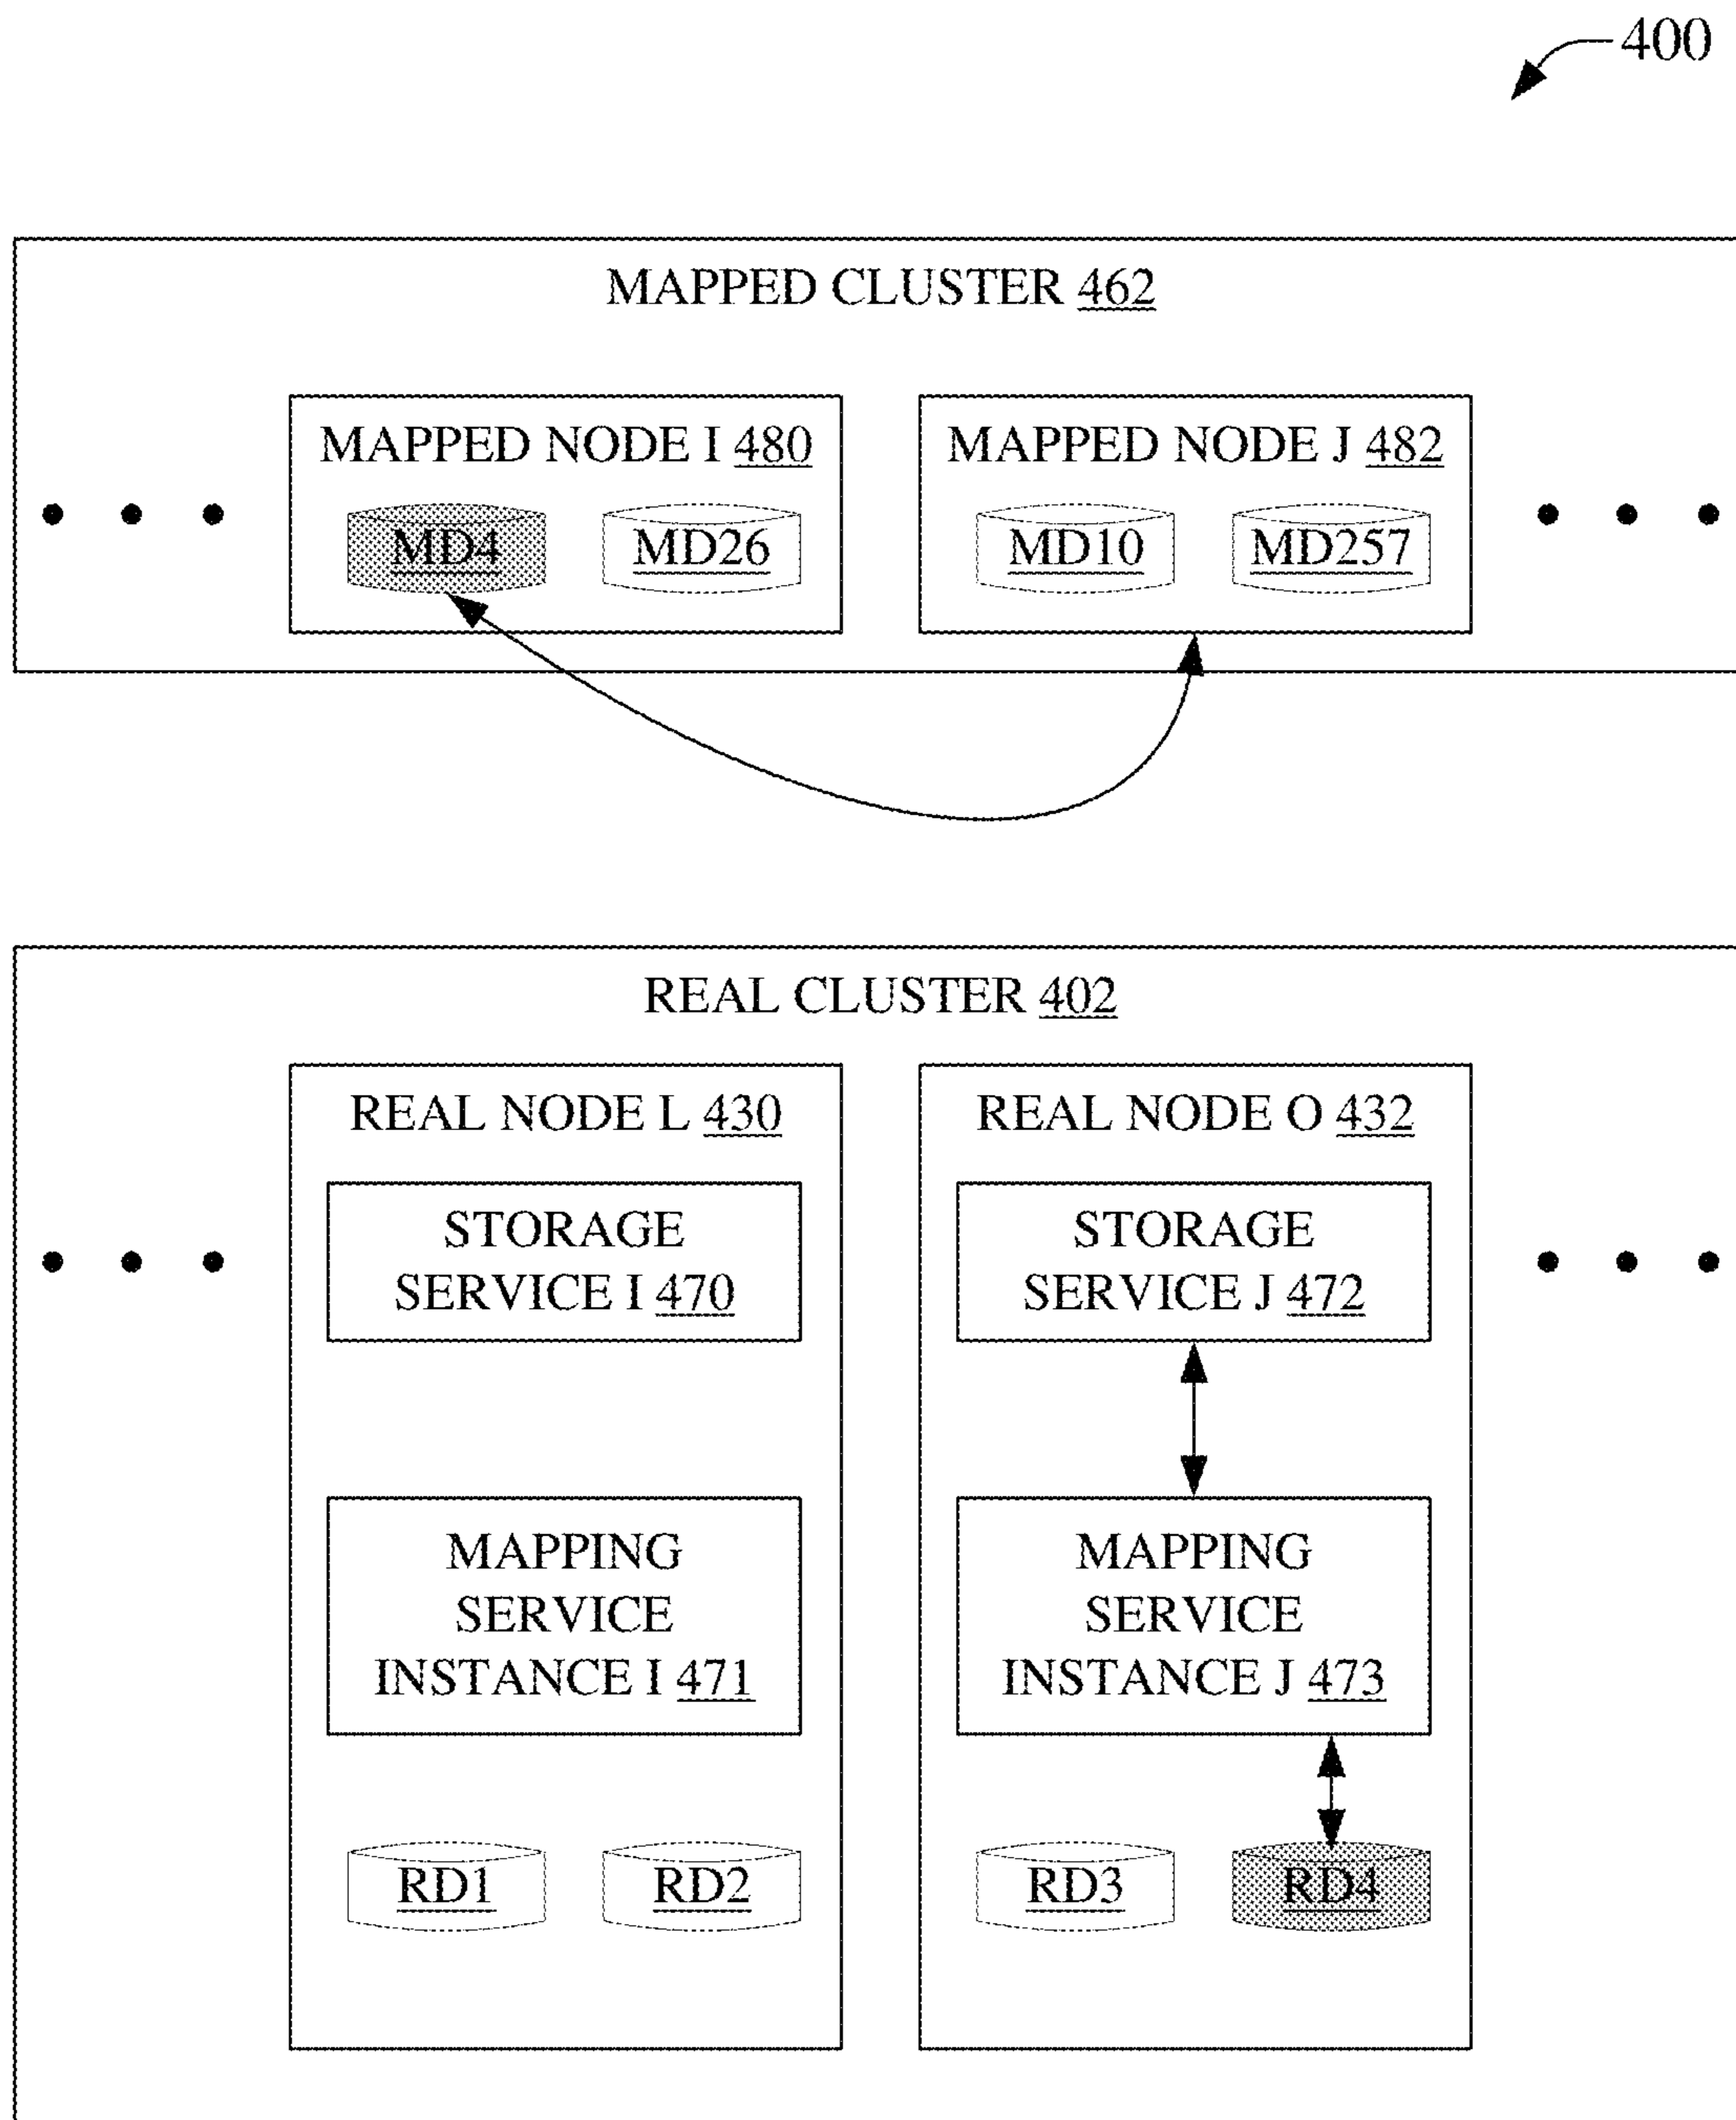 400
MAPPED CLUSTER 462
MAPPED NODE I 480
MAPPED NODE J 482
MD4
MD26
MD10
MD257
REAL CLUSTER 402
REAL NODE L 430
REAL NODE O 432
STORAGE
SERVICE I 470
STORAGE
SERVICE J 472
MAPPING
SERVICE
INSTANCE I 471
MAPPING
SERVICE
INSTANCE J 473
RD1
RD2
RD3
RD4